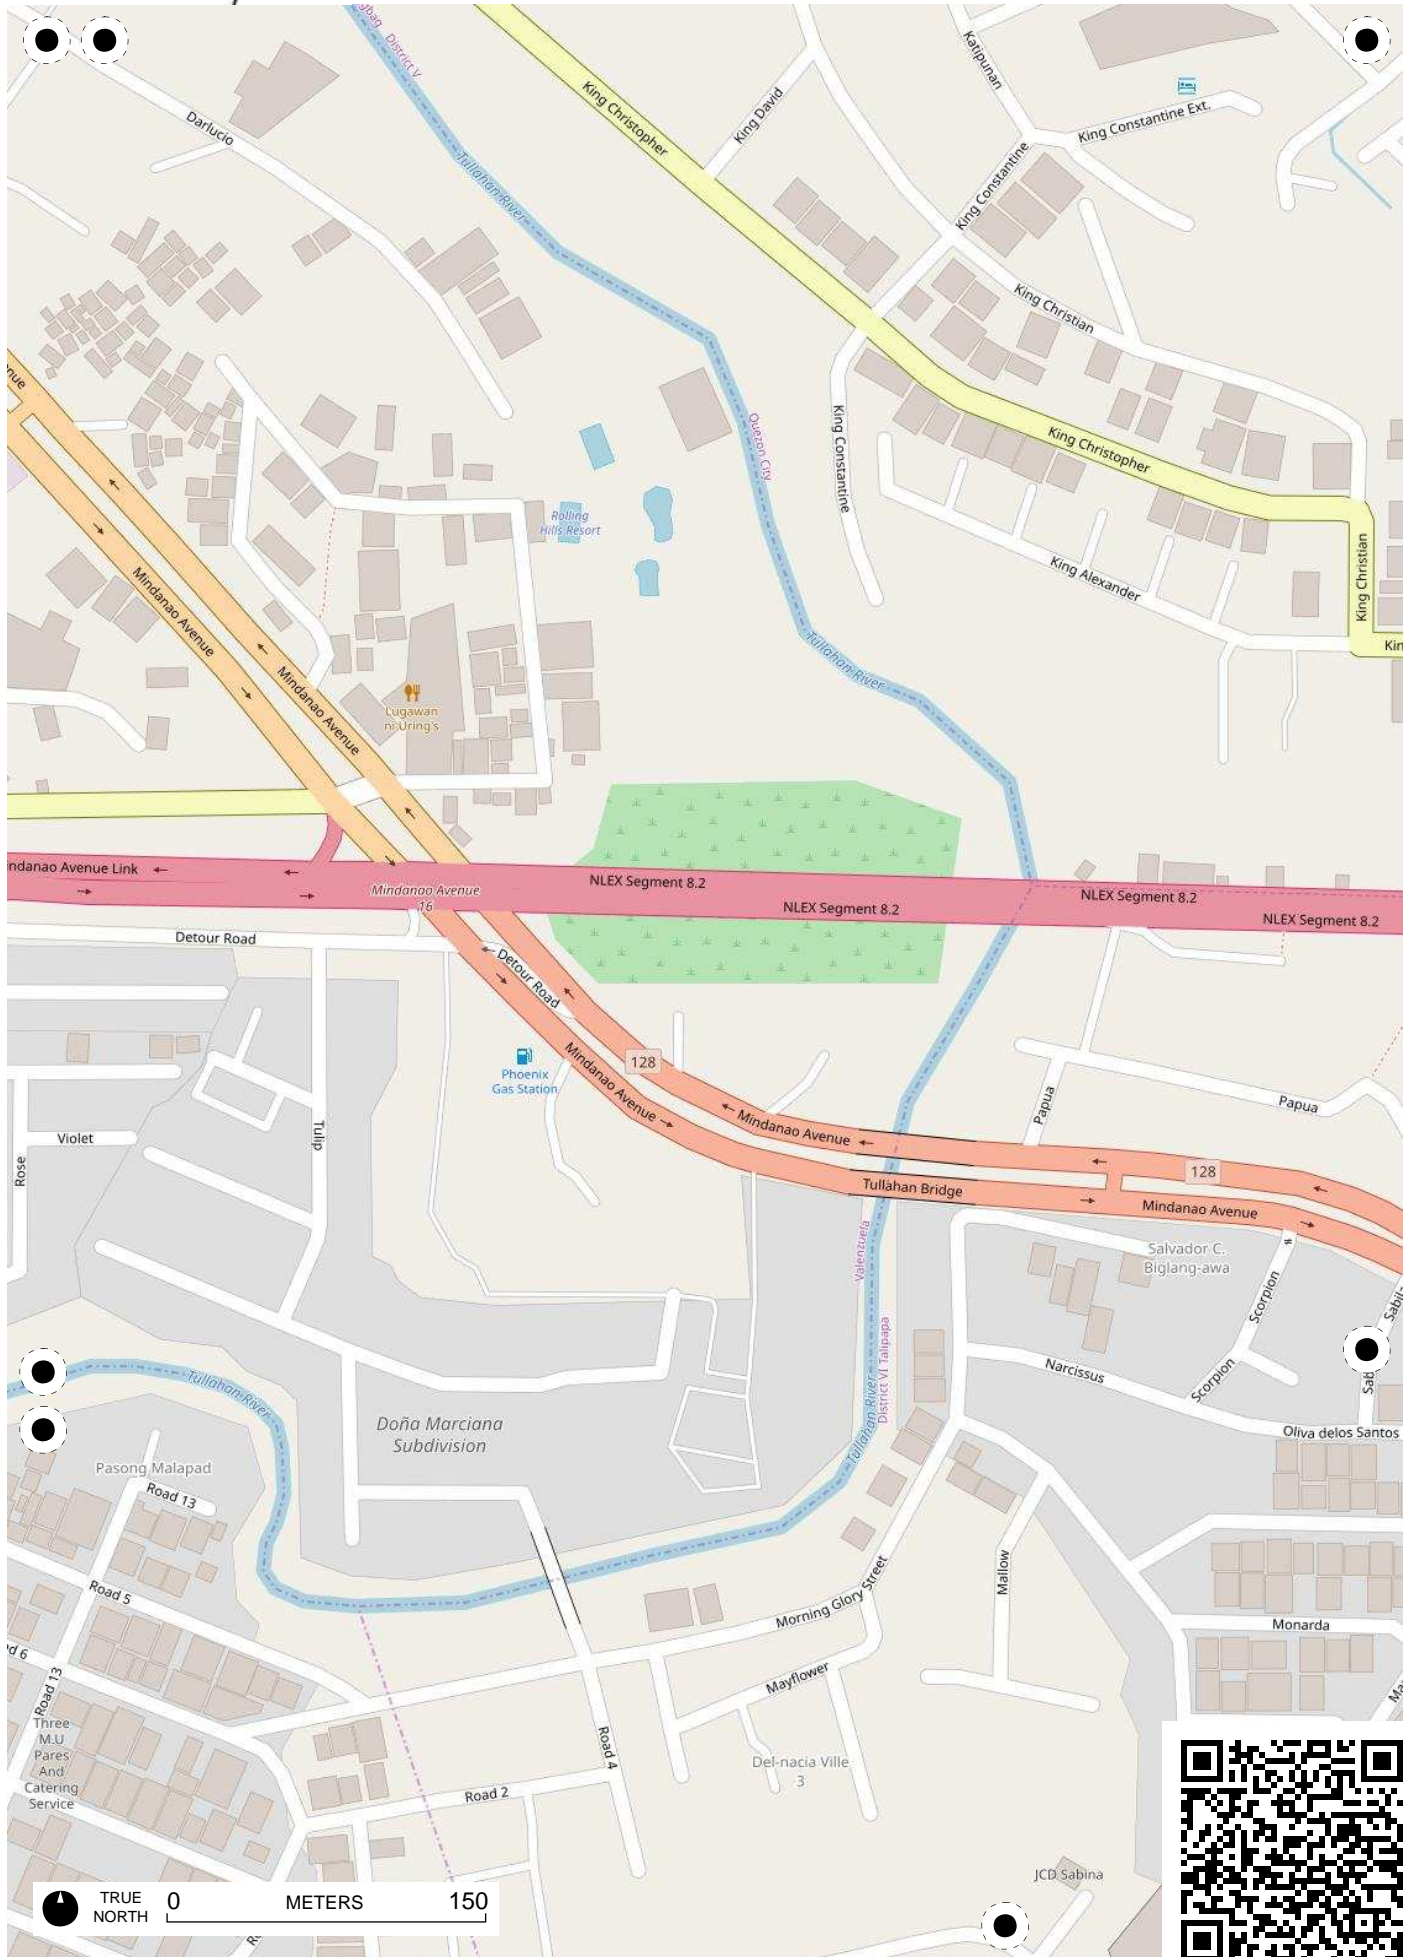 District V
Katipunan
King Christopher
King David
King Constantine Ext.
Darlucio
Tullahan River
King Constantine
King Christian
Quezon City
King Constantine
King Christopher
Rolling
Hills Resort
King Alexander
King Christian
Mindanao Avenue
Tullahan River
Mindanao Avenue
Lugawan
ni Uring's
Mindanao Avenue
16
NLEX Segment 8.2
NLEX Segment 8.2
NLEX Segment 8.2
NLEX Segment 8.2
Detour Road
Detour Road
128
Phoenix
Gas Station
Mindanao Avenue
Mindanao Avenue
Papua
Papua
Violet
Rose
Tulip
128
Tullahan Bridge
Mindanao Avenue
Valenzuela
Salvador C.
Biglang-awa
Scorpion
Scorpion
District VI Talipapa
Tullahan River
Narcissus
Tullahan River
Doña Marciana
Subdivision
Oliva delos Santos
Pasong Malapad
Road 13
Road 5
Mallow
Morning Glory Street
Monarda
Mayflower
Road 13
Three
M.U
Pares
And
Catering
Service
Road 4
Del-nacia Ville
3
Road 2
JCD Sabina
TRUE
NORTH
0 METERS 150